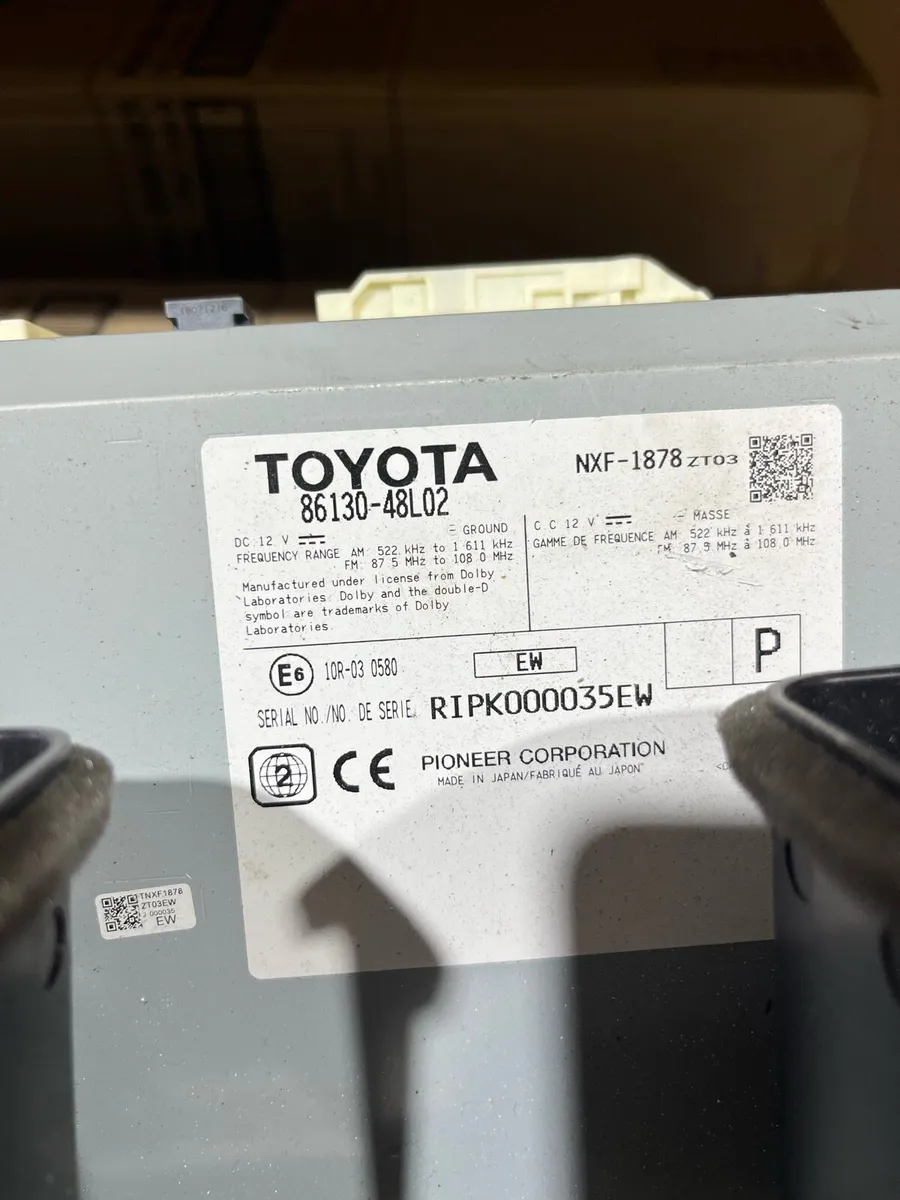 18021216
TOYOTA
86130-48L02
NXF-1878 ZT03
DC 12 V
GROUND
FREQUENCY RANGE AM: 522 kHz to 1 611 kHz
FM: 87.5 MHz to 108.0 MHz
Manufactured under license from Dolby
Laboratories. Dolby and the double-D
symbol are trademarks of Dolby
Laboratories.
C C 12 V
MASSE
GAMME DE FREQUENCE AM: 522 kHz à 1 611 kHz
FM: 87.5 MHz à 108.0 MHz
E6 10R-03 0580
EW
P
SERIAL NO./NO. DE SERIE. RIPK000035EW
2
CE
PIONEER CORPORATION
MADE IN JAPAN/FABRIQUÉ AU JAPON
TNXF1878
ZT03EW
000035
EW